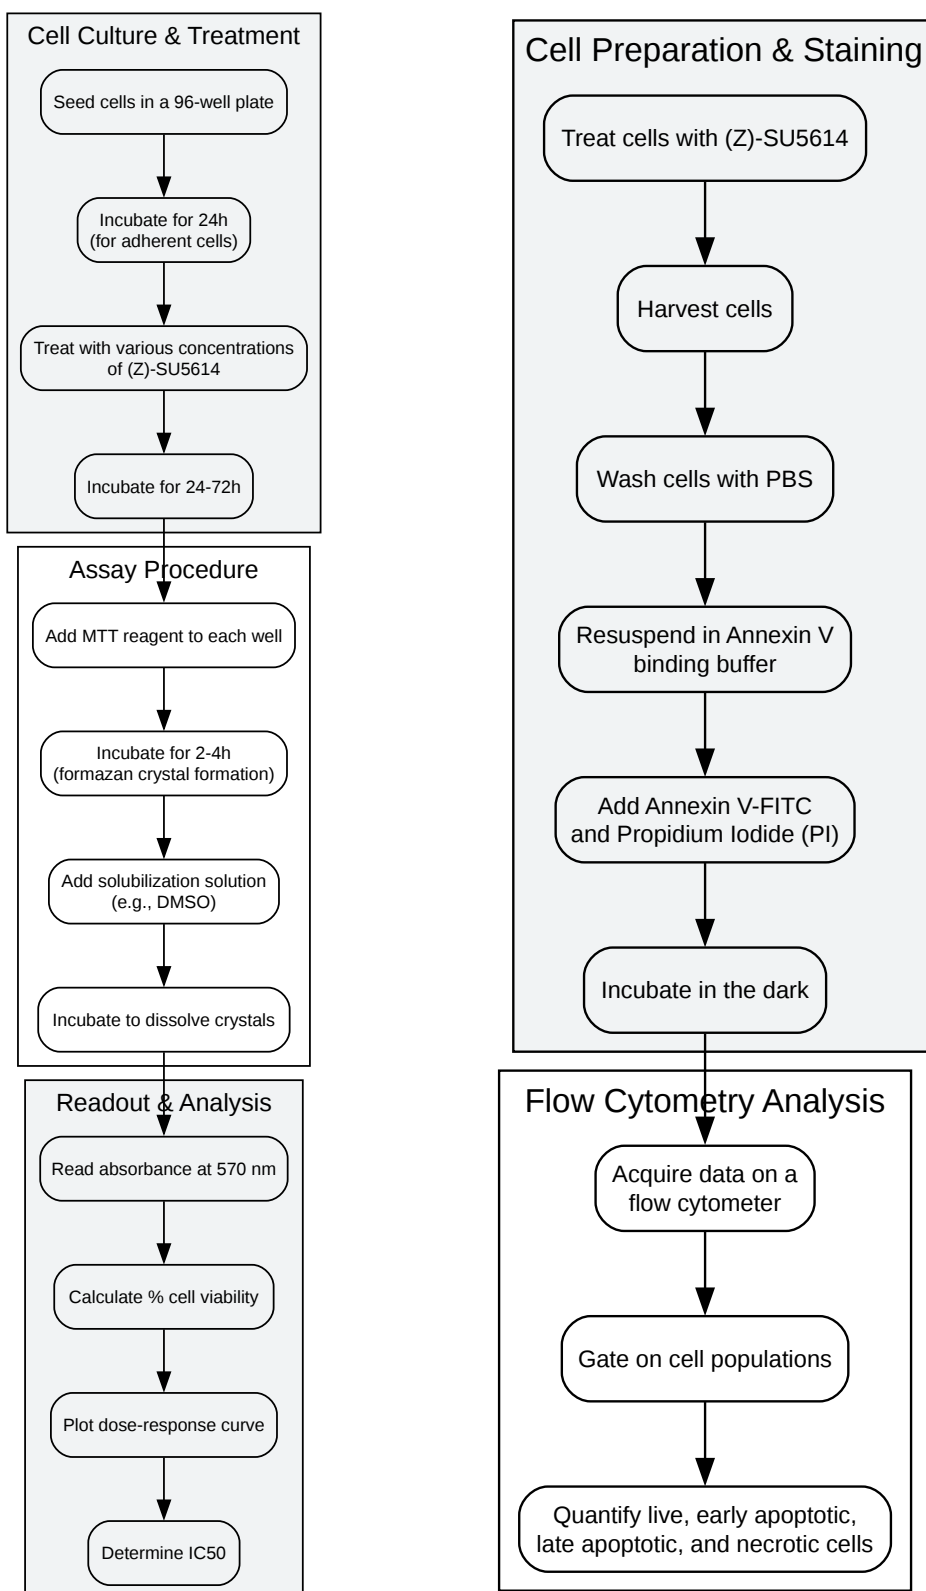 Cell Culture & Treatment
Seed cells in a 96-well plate
Incubate for 24h
(for adherent cells)
Treat with various concentrations
of (Z)-SU5614
Incubate for 24-72h
Assay Procedure
Add MTT reagent to each well
Incubate for 2-4h
(formazan crystal formation)
Add solubilization solution
(e.g., DMSO)
Incubate to dissolve crystals
Readout & Analysis
Read absorbance at 570 nm
Calculate % cell viability
Plot dose-response curve
Determine IC50
Cell Preparation & Staining
Treat cells with (Z)-SU5614
Harvest cells
Wash cells with PBS
Resuspend in Annexin V
binding buffer
Add Annexin V-FITC
and Propidium Iodide (PI)
Incubate in the dark
Flow Cytometry Analysis
Acquire data on a
flow cytometer
Gate on cell populations
Quantify live, early apoptotic,
late apoptotic, and necrotic cells